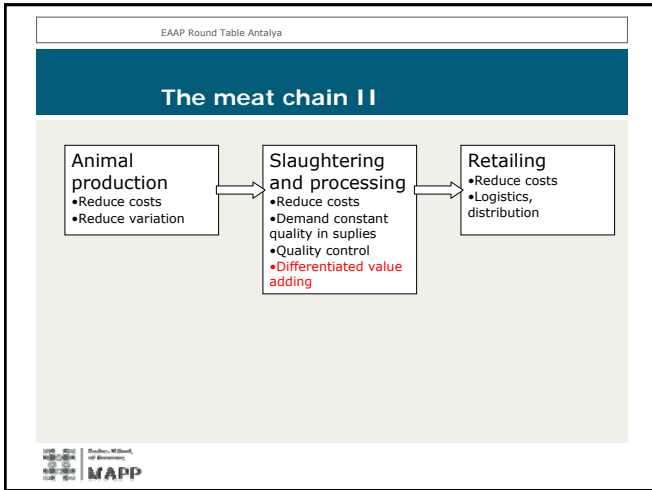 EAAP Round Table Antalya
The meat chain II
Animal
production
•Reduce costs
•Reduce variation
Slaughtering
and processing
•Reduce costs
•Demand constant
quality in suplies
•Quality control
•Differentiated value
adding
Retailing
•Reduce costs
•Logistics,
distribution
MAPP